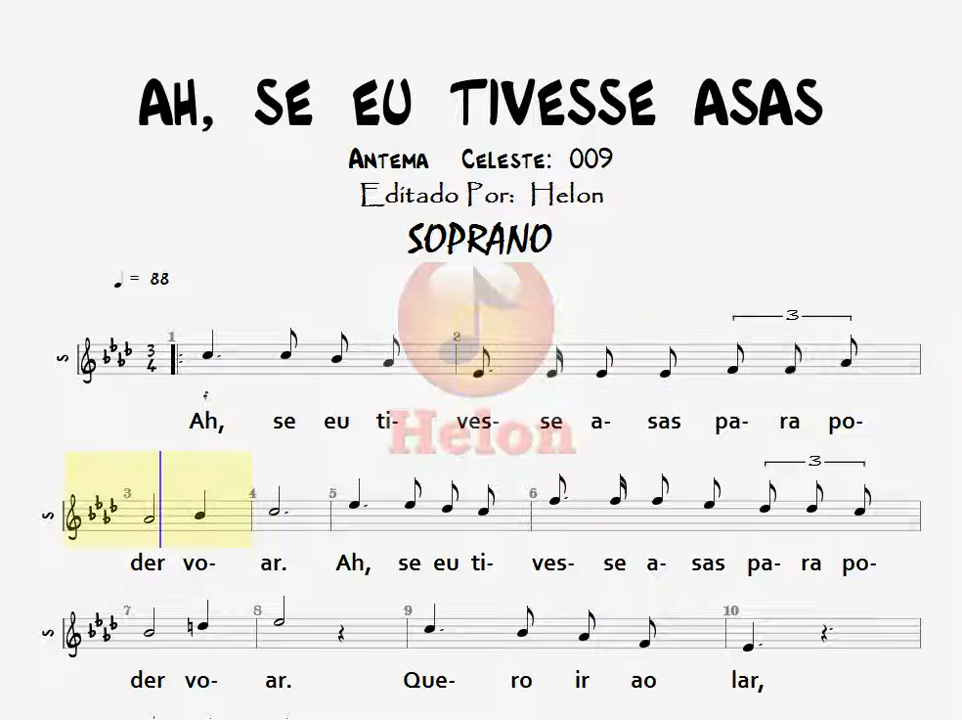 AH, SE EU TIVESSE ASAS
ANTEMA CELESTE: 009
Editado Por: Helon
SOPRANO
= 88
1 2 3
S 3 4
Ah, se eu ti- ves- se a- sas pa- ra po-
Helon
3 4 5 6 3
S
der vo- ar. Ah, se eu ti- ves- se a- sas pa- ra po-
7 8 9 10
S
der vo- ar. Que- ro ir ao lar,